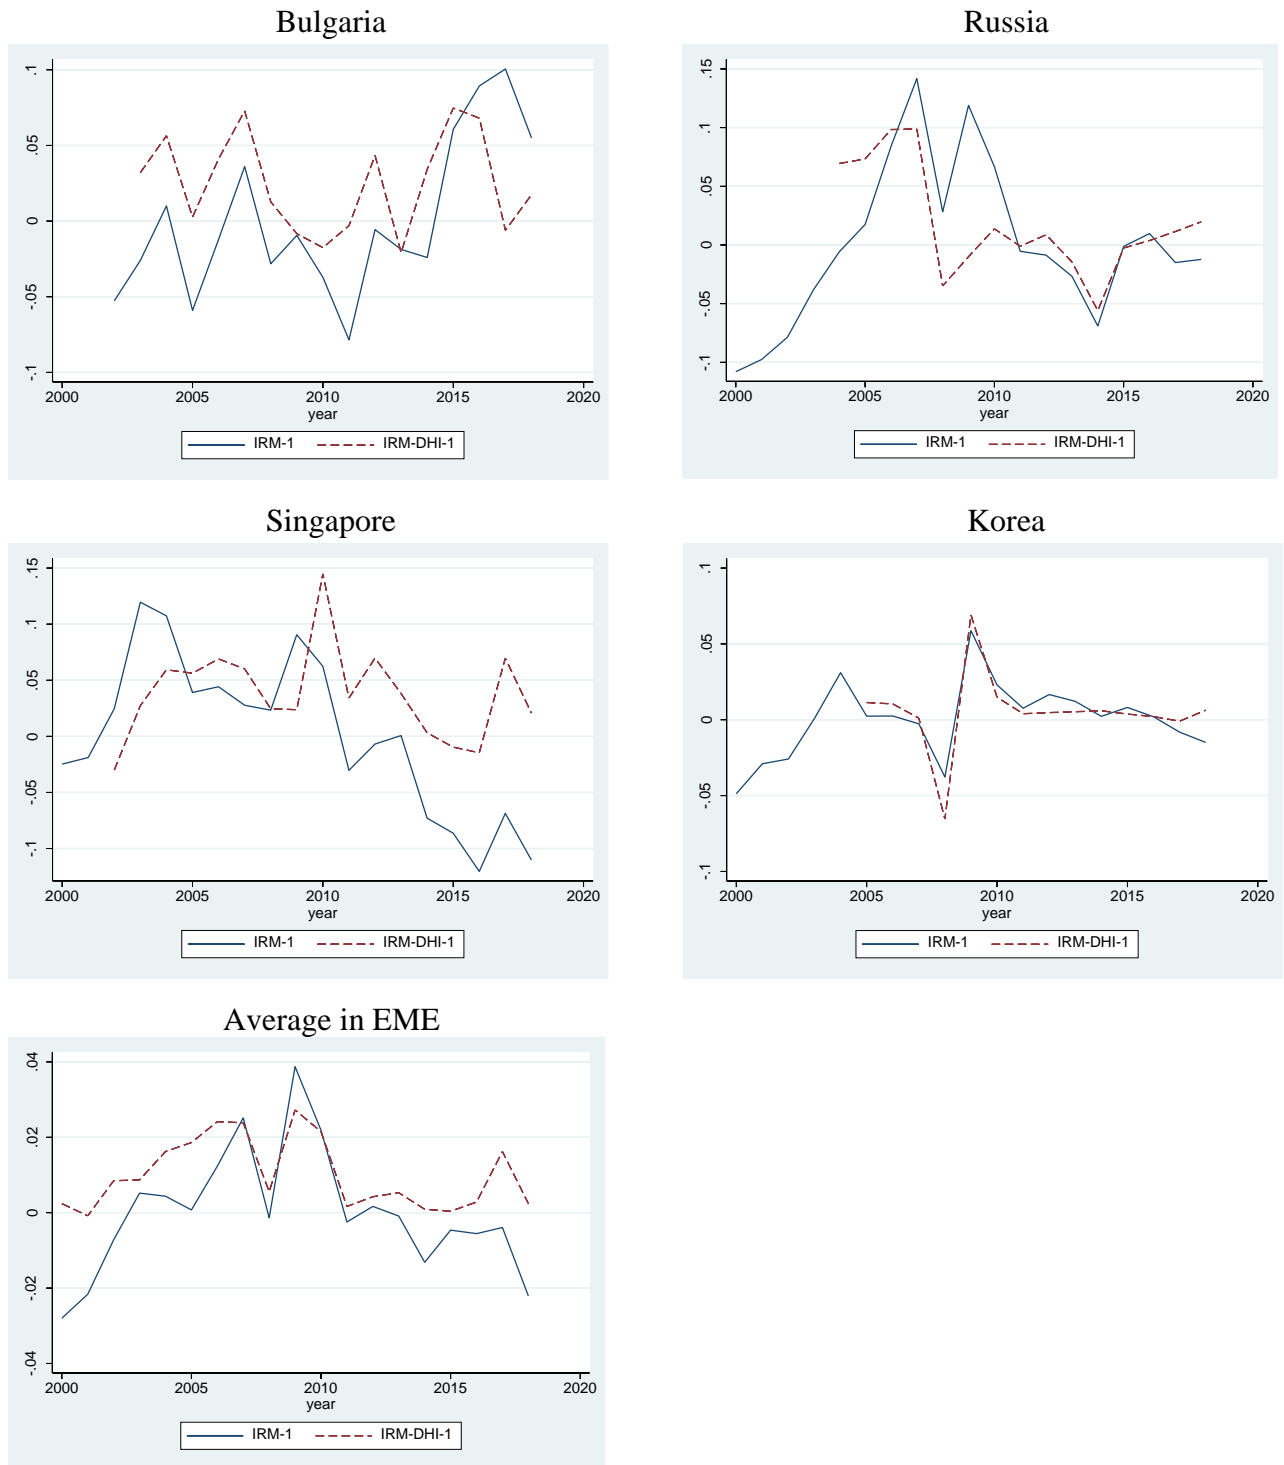 Bulgaria
.1
.05
0
-.05
-.1
2000 2005 2010 2015 2020
year
IRM-1 IRM-DHI-1
Russia
.15
.1
.05
0
-.05
-.1
2000 2005 2010 2015 2020
year
IRM-1 IRM-DHI-1
Singapore
.15
.1
.05
0
-.05
-.1
2000 2005 2010 2015 2020
year
IRM-1 IRM-DHI-1
Korea
.1
.05
0
-.05
-.1
2000 2005 2010 2015 2020
year
IRM-1 IRM-DHI-1
Average in EME
.04
.02
0
-.02
-.04
2000 2005 2010 2015 2020
year
IRM-1 IRM-DHI-1